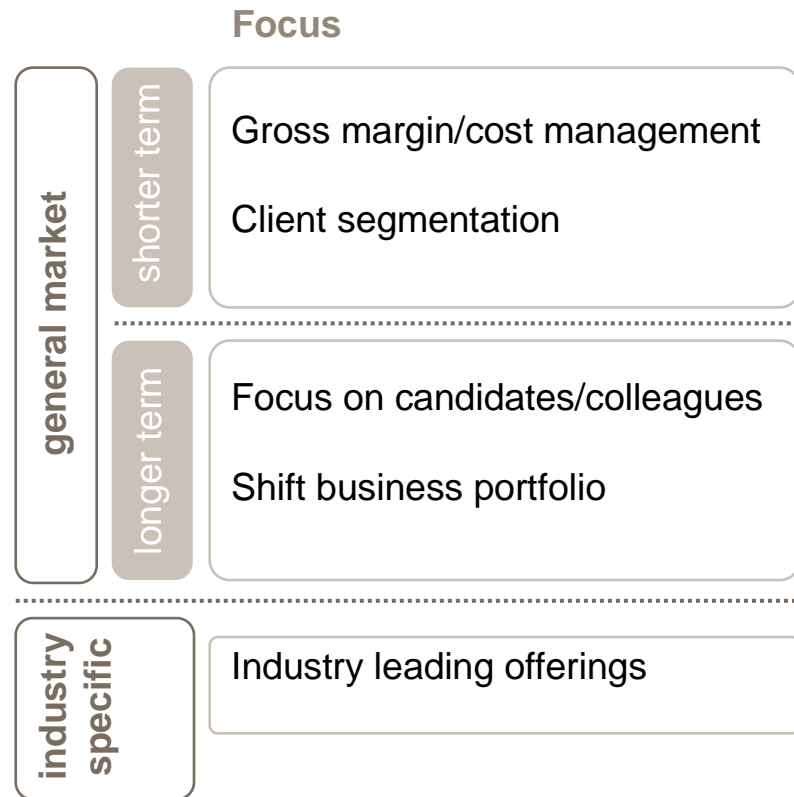 Focus
general market
shorter term
Gross margin/cost management
Client segmentation
longer term
Focus on candidates/colleagues
Shift business portfolio
industry
specific
Industry leading offerings